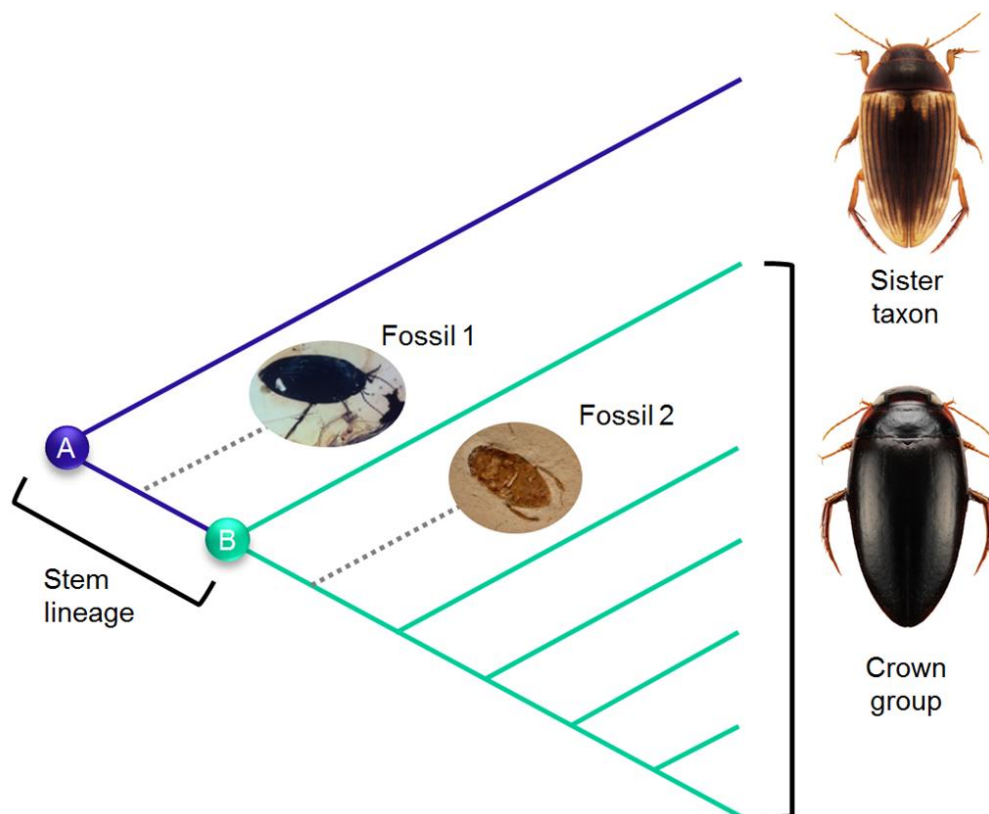 Sister
taxon
Fossil 1
Fossil 2
A
B
Stem
lineage
Crown
group